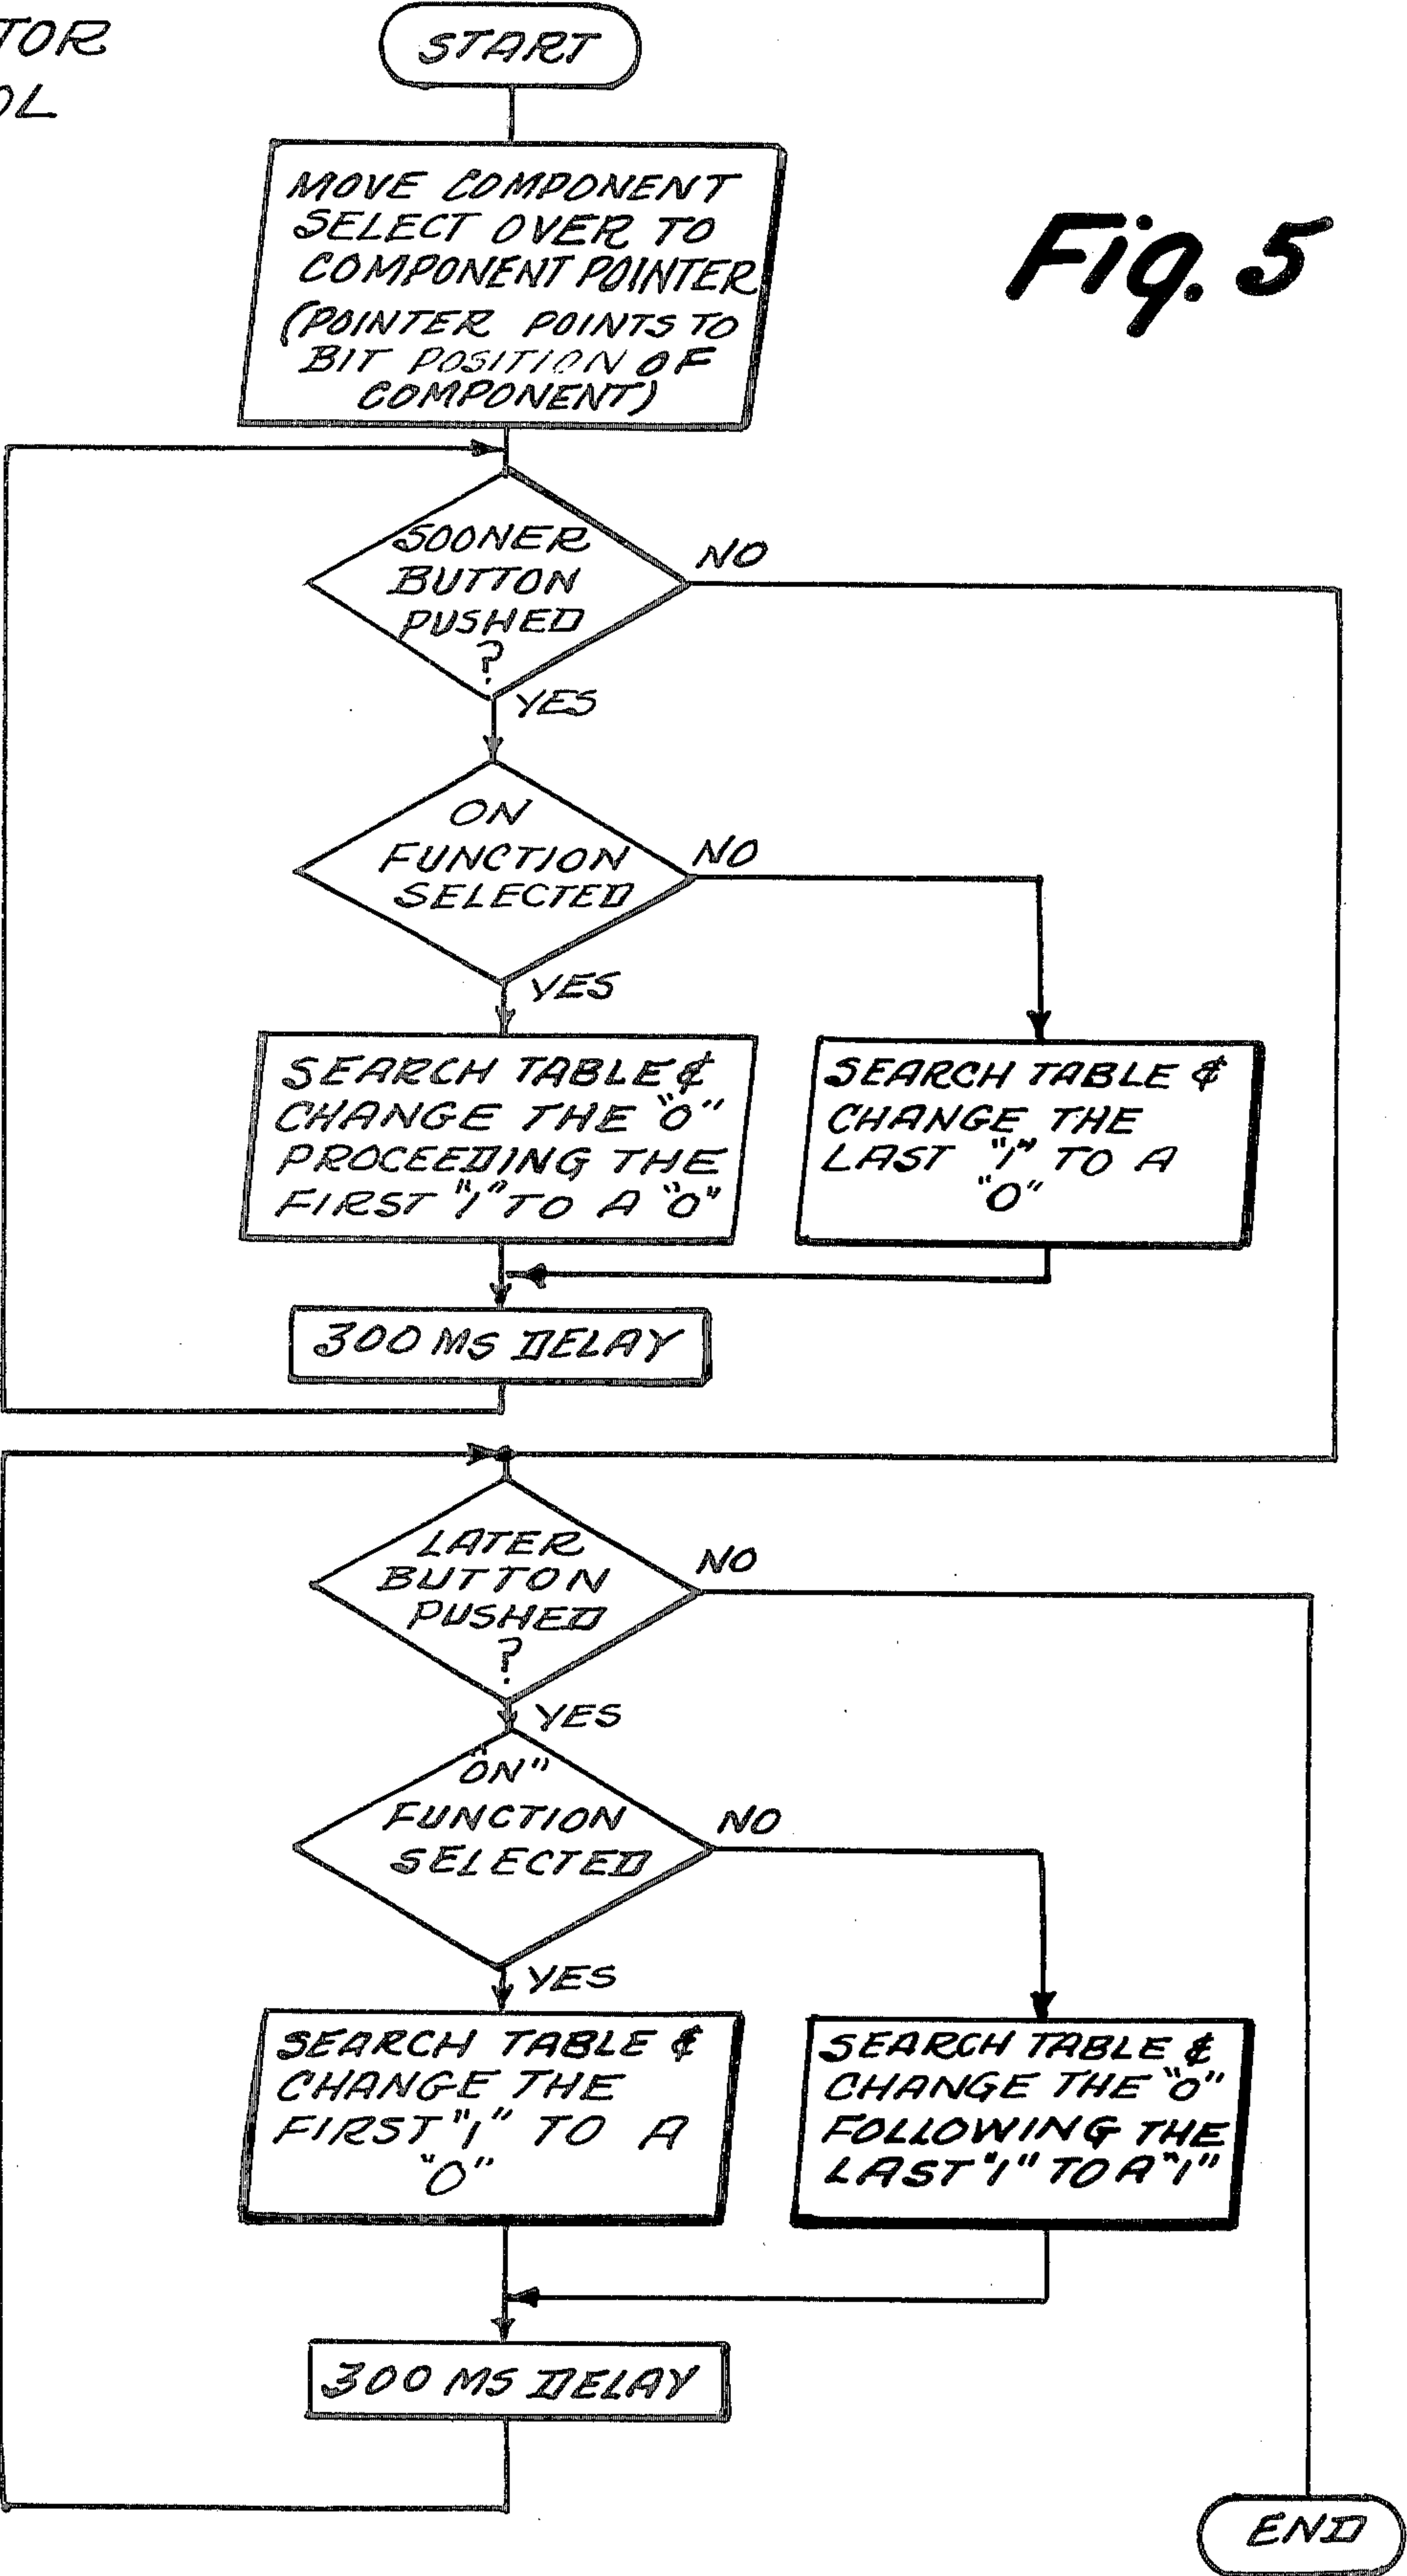 TOR
OL
START
MOVE COMPONENT
SELECT OVER TO
COMPONENT POINTER
(POINTER POINTS TO
BIT POSITION OF
COMPONENT)
Fig. 5
SOONER
BUTTON
PUSHED
?
NO
YES
ON
FUNCTION
SELECTED
NO
YES
SEARCH TABLE &
CHANGE THE "0"
PROCEEDING THE
FIRST "1" TO A "0"
SEARCH TABLE &
CHANGE THE
LAST "1" TO A
"0"
300 MS DELAY
LATER
BUTTON
PUSHED
?
NO
YES
"ON"
FUNCTION
SELECTED
NO
YES
SEARCH TABLE &
CHANGE THE
FIRST "1" TO A
"0"
SEARCH TABLE &
CHANGE THE "0"
FOLLOWING THE
LAST "1" TO A "1"
300 MS DELAY
END